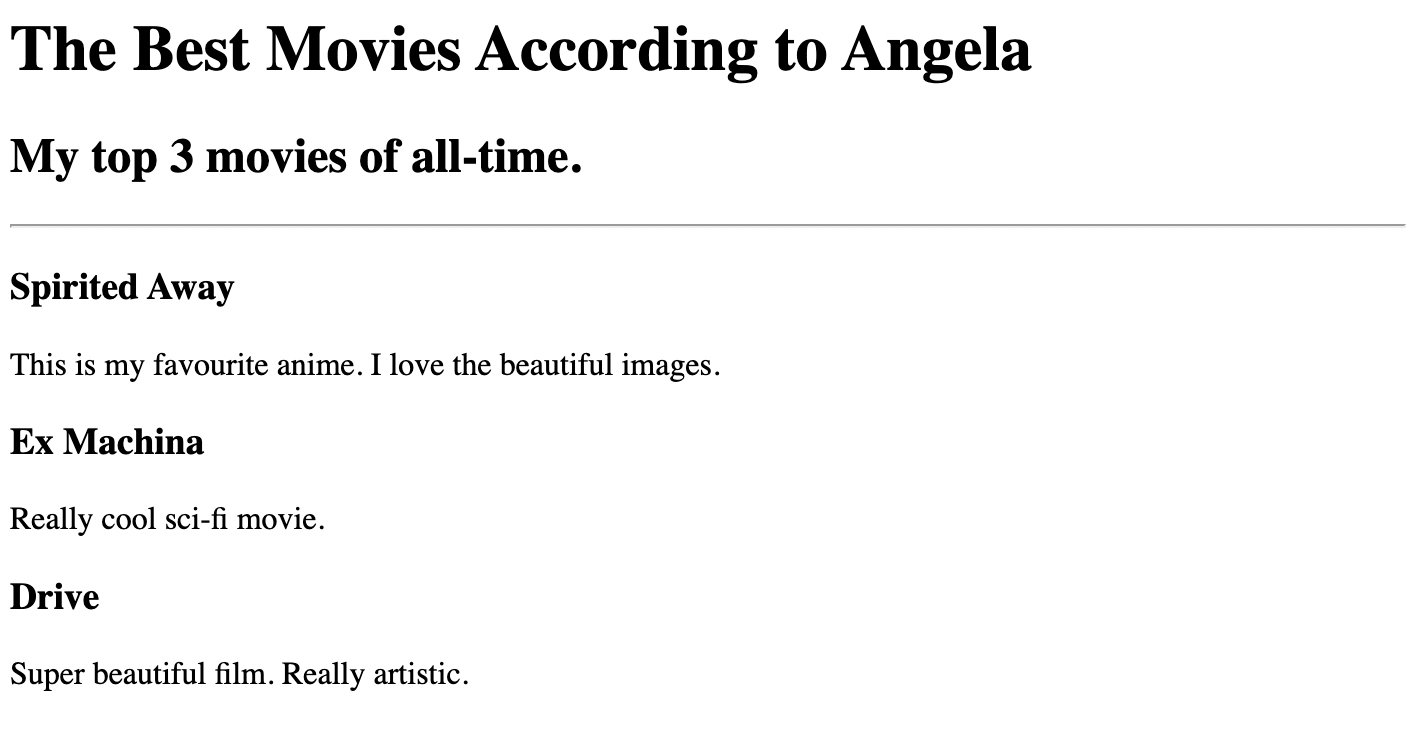 The Best Movies According to Angela
My top 3 movies of all-time.
Spirited Away
This is my favourite anime. I love the beautiful images.
Ex Machina
Really cool sci-fi movie.
Drive
Super beautiful film. Really artistic.